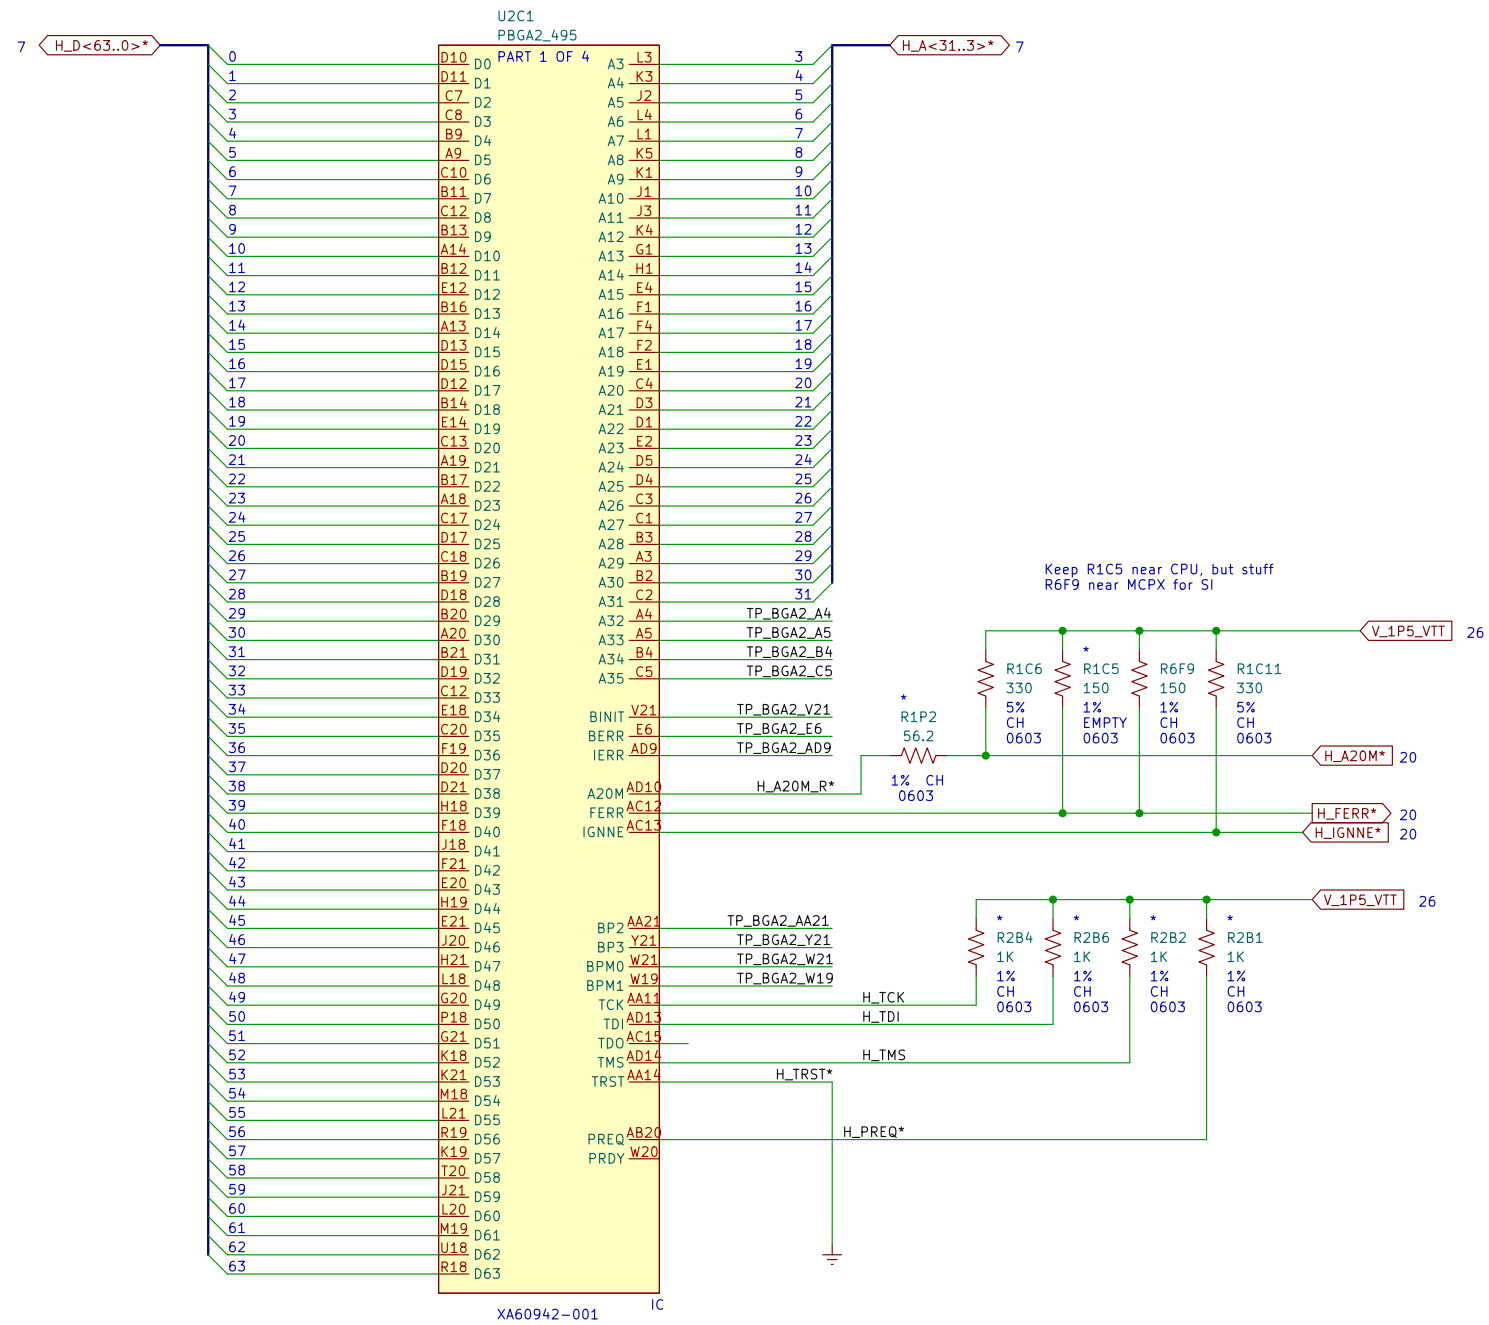 U2C1
PBGA2_495
PART 1 OF 4
7
H_D<63..0>*
H_A<31..3>*
7
0 D10 D0 A3 L3 3
1 D11 D1 A4 K3 4
2 C7 D2 A5 J2 5
3 C8 D3 A6 L4 6
4 B9 D4 A7 L1 7
5 A9 D5 A8 K5 8
6 C10 D6 A9 K1 9
7 B11 D7 A10 J1 10
8 C12 D8 A11 J3 11
9 B13 D9 A12 K4 12
10 A14 D10 A13 G1 13
11 B12 D11 A14 H1 14
12 E12 D12 A15 E4 15
13 B16 D13 A16 F1 16
14 A13 D14 A17 F4 17
15 D13 D15 A18 F2 18
16 D15 D16 A19 E1 19
17 D12 D17 A20 C4 20
18 B14 D18 A21 D3 21
19 E14 D19 A22 D1 22
20 C13 D20 A23 E2 23
21 A19 D21 A24 D5 24
22 B17 D22 A25 D4 25
23 A18 D23 A26 C3 26
24 C17 D24 A27 C1 27
25 D17 D25 A28 B3 28
26 C18 D26 A29 A3 29
27 B19 D27 A30 B2 30
28 D18 D28 A31 C2 31
29 B20 D29 A32 A4 TP_BGA2_A4
30 A20 D30 A33 A5 TP_BGA2_A5
31 B21 D31 A34 B4 TP_BGA2_B4
32 D19 D32 A35 C5 TP_BGA2_C5
33 C12 D33
34 E18 D34 BINIT V21 TP_BGA2_V21
35 C20 D35 BERR E6 TP_BGA2_E6
36 F19 D36 IERR AD9 TP_BGA2_AD9
37 D20 D37
38 D21 D38 A20M AD10 H_A20M_R*
39 H18 D39 FERR AC12
40 F18 D40 IGNNE AC13
41 J18 D41
42 F21 D42
43 E20 D43
44 H19 D44
45 E21 D45 BP2 AA21 TP_BGA2_AA21
46 J20 D46 BP3 Y21 TP_BGA2_Y21
47 H21 D47 BPM0 W21 TP_BGA2_W21
48 L18 D48 BPM1 W19 TP_BGA2_W19
49 G20 D49 TCK AA11 H_TCK
50 P18 D50 TDI AD13 H_TDI
51 G21 D51 TDO AC15
52 K18 D52 TMS AD14 H_TMS
53 K21 D53 TRST AA14 H_TRST*
54 M18 D54
55 L21 D55
56 R19 D56 PREQ AB20 H_PREQ*
57 K19 D57 PRDY W20
58 T20 D58
59 J21 D59
60 L20 D60
61 M19 D61
62 U18 D62
63 R18 D63
IC
XA60942-001
Keep R1C5 near CPU, but stuff
R6F9 near MCPX for SI
V_1P5_VTT
26
R1C6
330
5%
CH
0603
*
R1C5
150
1%
EMPTY
0603
R6F9
150
1%
CH
0603
R1C11
330
5%
CH
0603
*
R1P2
56.2
1% CH
0603
H_A20M*
20
H_FERR*
20
H_IGNNE*
20
V_1P5_VTT
26
*
R2B4
1K
1%
CH
0603
*
R2B6
1K
1%
CH
0603
*
R2B2
1K
1%
CH
0603
*
R2B1
1K
1%
CH
0603